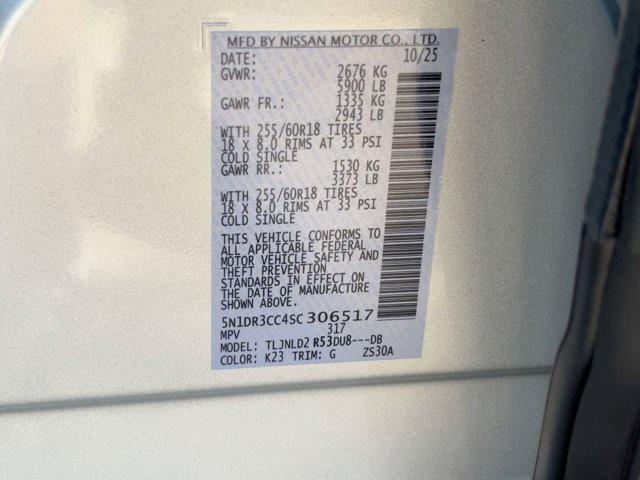 MFD BY NISSAN MOTOR CO., LTD.
DATE: 10/25
GVWR: 2676 KG
5900 LB
GAWR FR.: 1335 KG
2943 LB
WITH 255/60R18 TIRES
18 X 8.0 RIMS AT 33 PSI
COLD SINGLE
GAWR RR.: 1530 KG
3373 LB
WITH 255/60R18 TIRES
18 X 8.0 RIMS AT 33 PSI
COLD SINGLE
THIS VEHICLE CONFORMS TO
ALL APPLICABLE FEDERAL
MOTOR VEHICLE SAFETY AND
THEFT PREVENTION
STANDARDS IN EFFECT ON
THE DATE OF MANUFACTURE
SHOWN ABOVE.
5N1DR3CC4SC306517
MPV 317
MODEL: TLJNLD2 R53DU8---DB
COLOR: K23 TRIM: G ZS30A